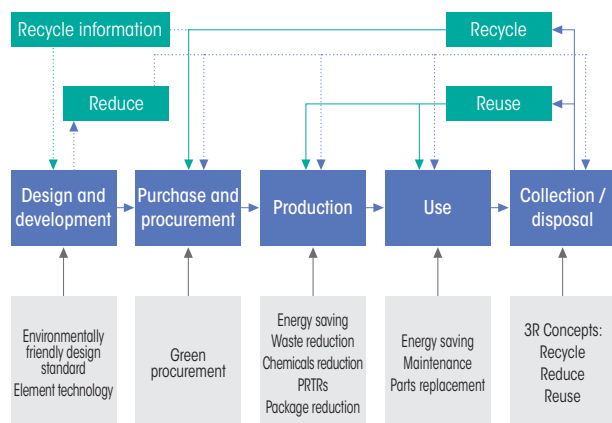 Recycle information
Recycle
Reduce
Reuse
Design and
development
Purchase and
procurement
Production
Use
Collection /
disposal
Environmentally
friendly design
standard
Element technology
Green
procurement
Energy saving
Waste reduction
Chemicals reduction
PRTRs
Package reduction
Energy saving
Maintenance
Parts replacement
3R Concepts:
Recycle
Reduce
Reuse